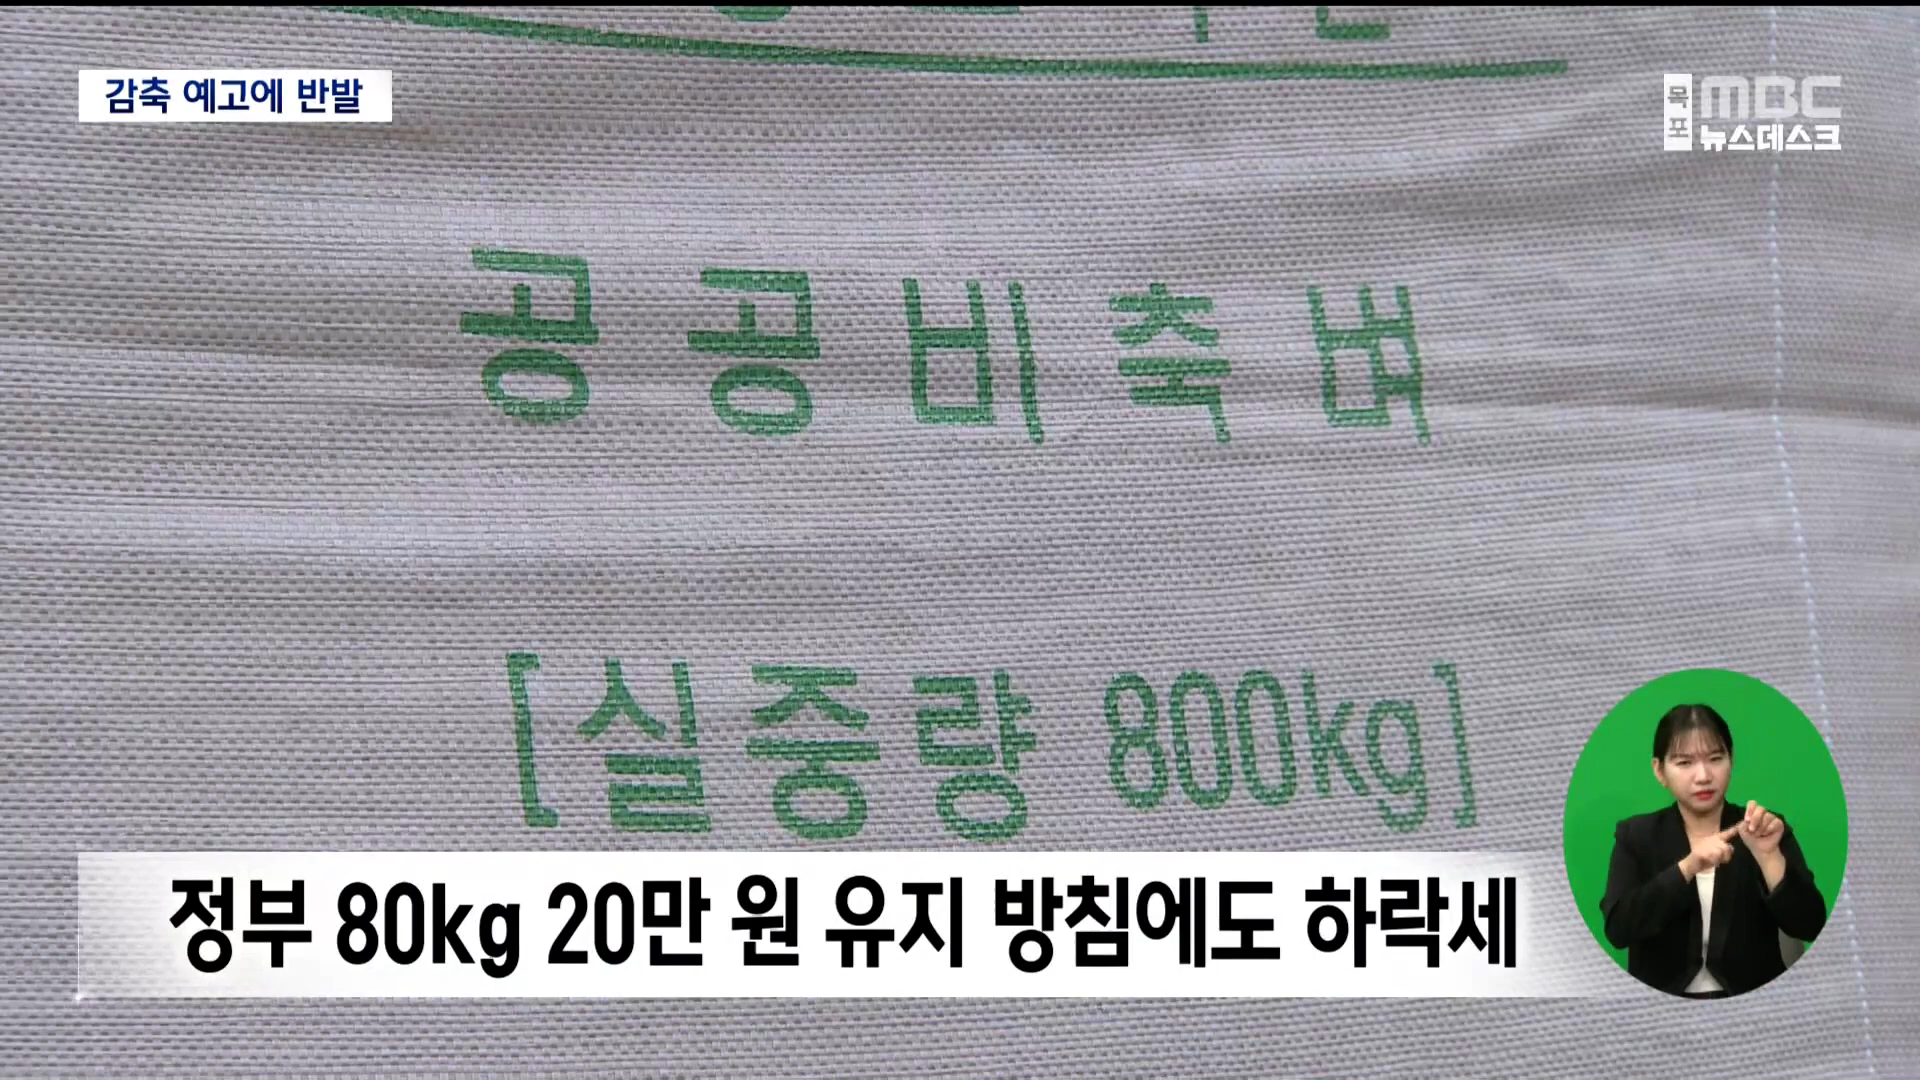 감축 예고에 반발
목포 MBC
뉴스데스크
공공비축벼
[실중량 800kg]
정부 80kg 20만 원 유지 방침에도 하락세